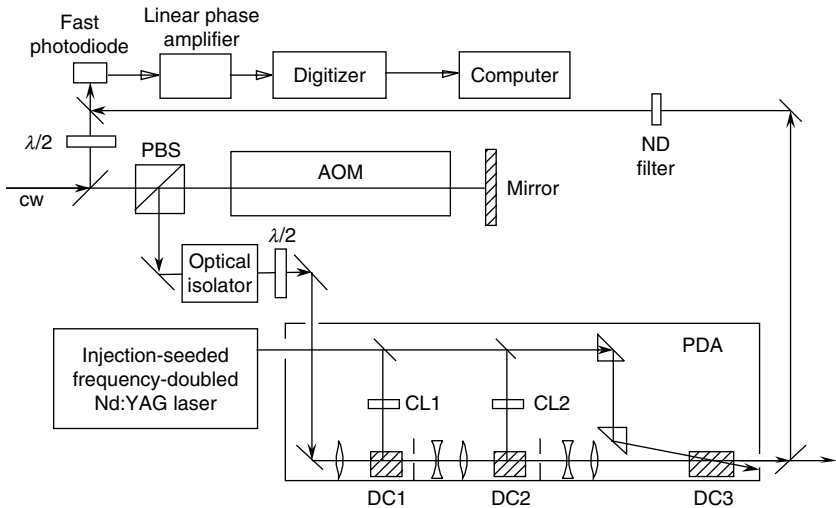 Fast
photodiode
Linear phase
amplifier
Digitizer
Computer
λ/2
PBS
AOM
Mirror
ND
filter
cw
λ/2
Optical
isolator
Injection-seeded
frequency-doubled
Nd:YAG laser
PDA
CL1
CL2
DC1
DC2
DC3